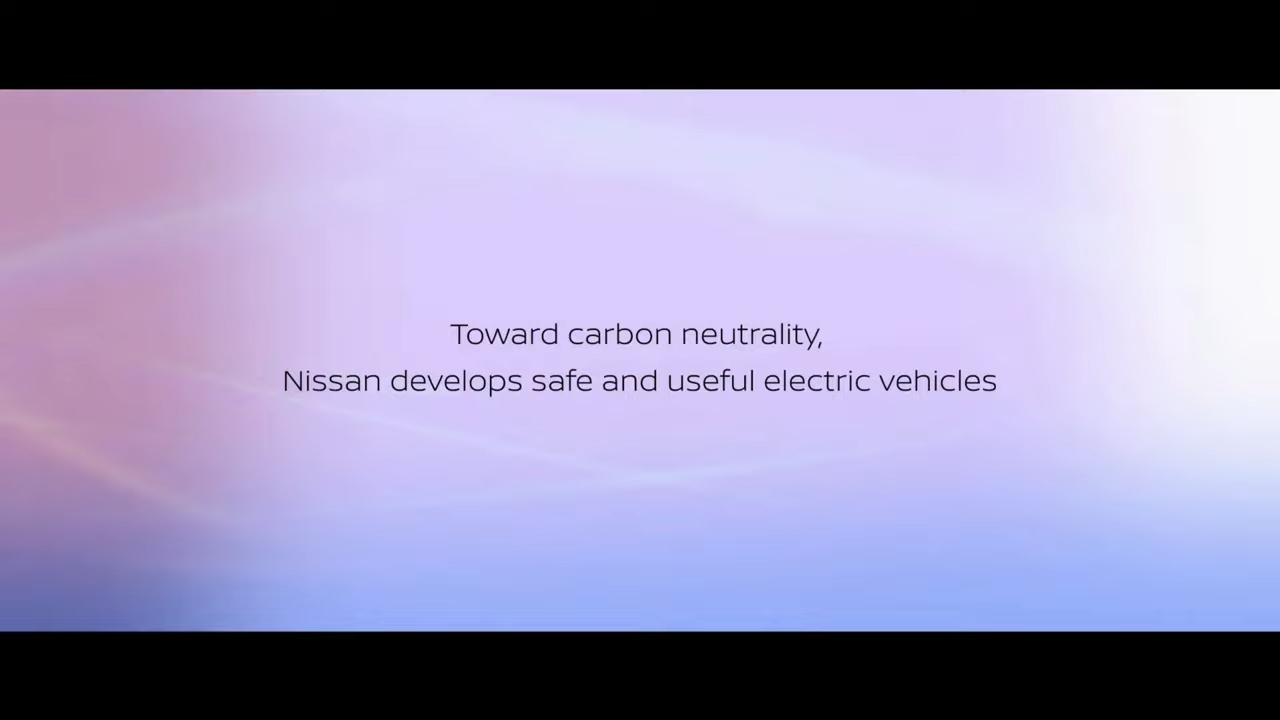 Toward carbon neutrality,
Nissan develops safe and useful electric vehicles